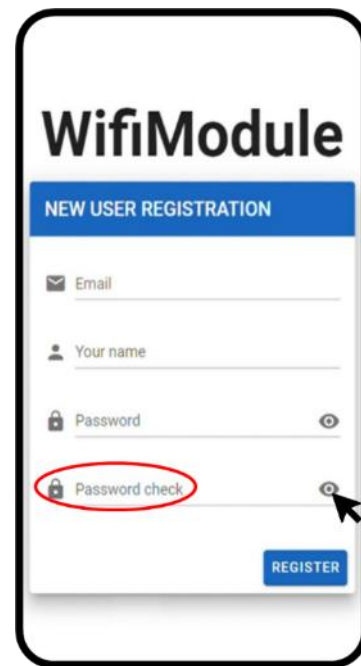 WifiModule
NEW USER REGISTRATION
Email
Your name
Password
Password check
REGISTER